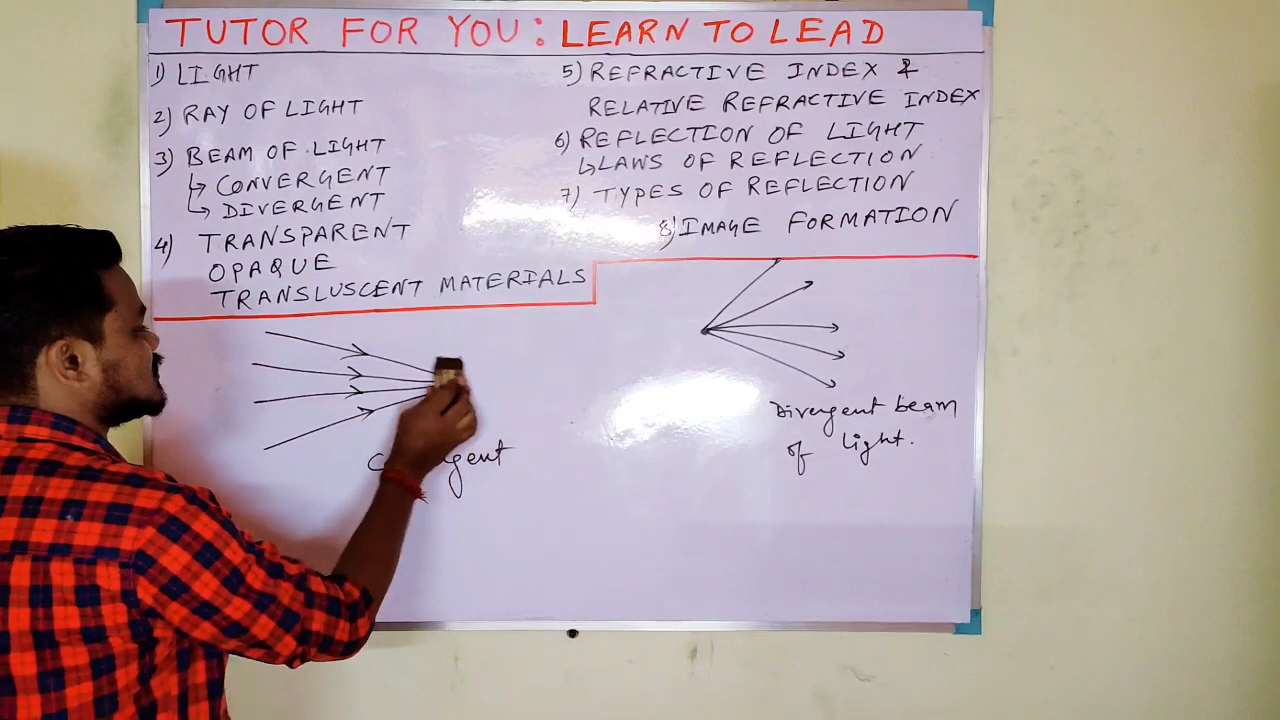 TUTOR FOR YOU: LEARN TO LEAD
1) LIGHT
2) RAY OF LIGHT
3) BEAM OF LIGHT
↳ CONVERGENT
↳ DIVERGENT
4) TRANSPARENT
OPAQUE
TRANSLUSCENT MATERIALS
5) REFRACTIVE INDEX &
RELATIVE REFRACTIVE INDEX
6) REFLECTION OF LIGHT
↳ LAWS OF REFLECTION
7) TYPES OF REFLECTION
8) IMAGE FORMATION
Divergent beam
of light.